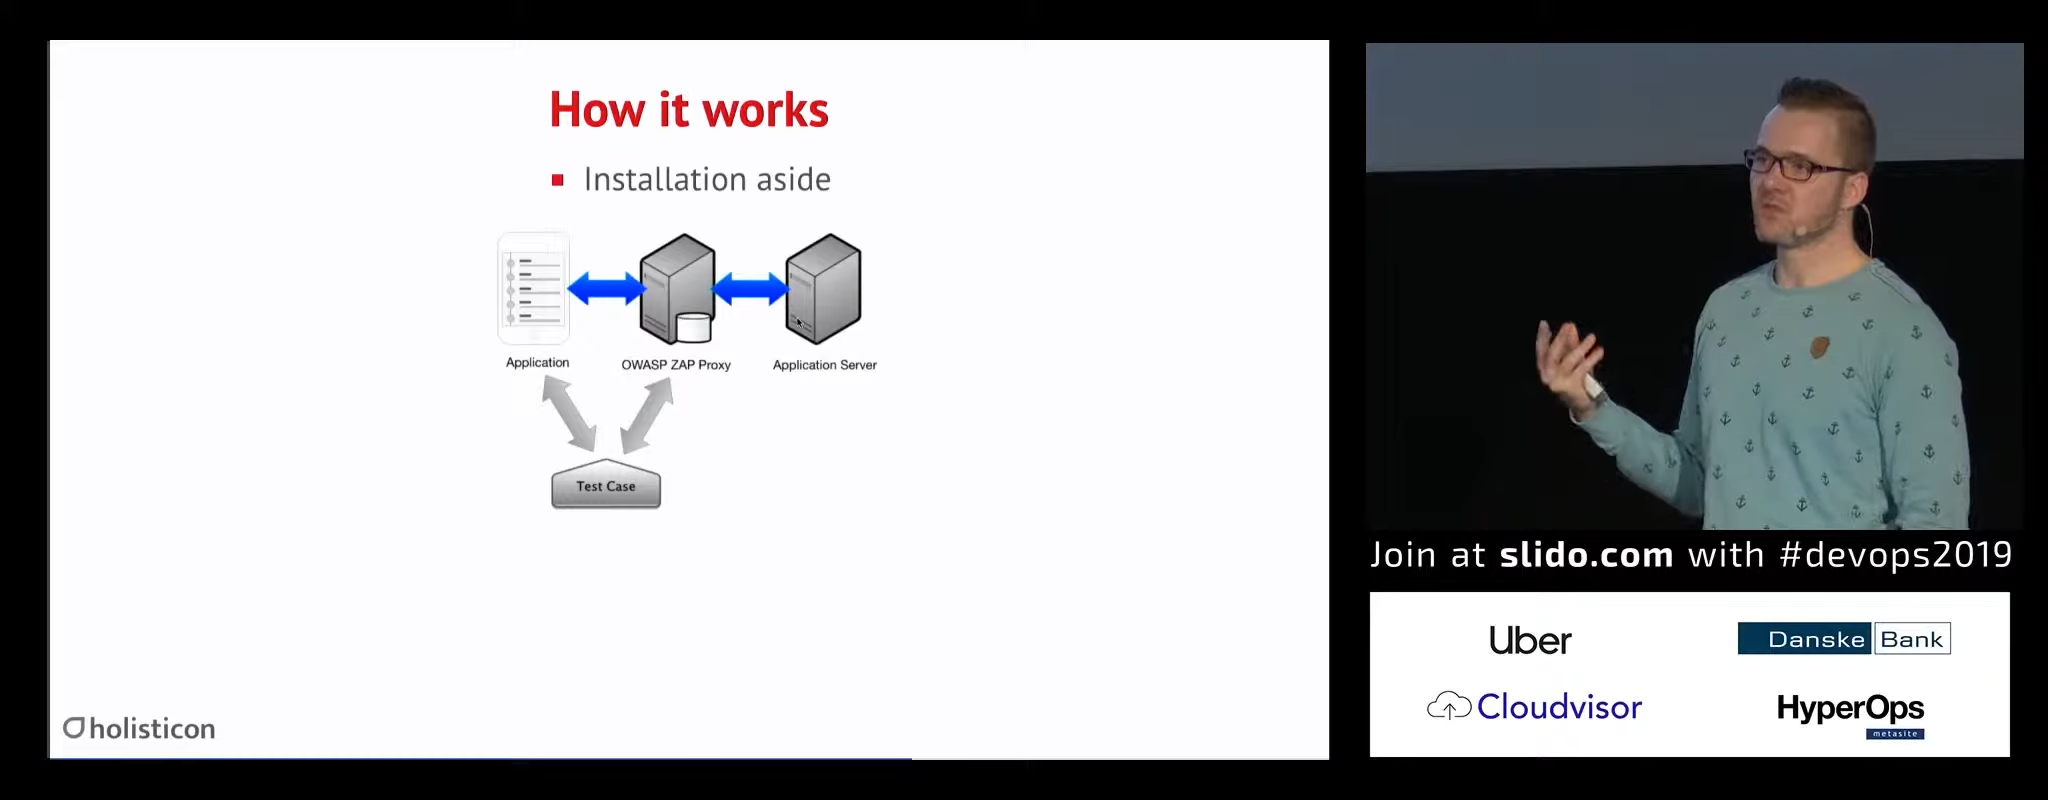 How it works
Installation aside
Application
OWASP ZAP Proxy
Application Server
Test Case
holisticon
Join at slido.com with #devops2019
Uber
Danske Bank
Cloudvisor
HyperOps
metasite